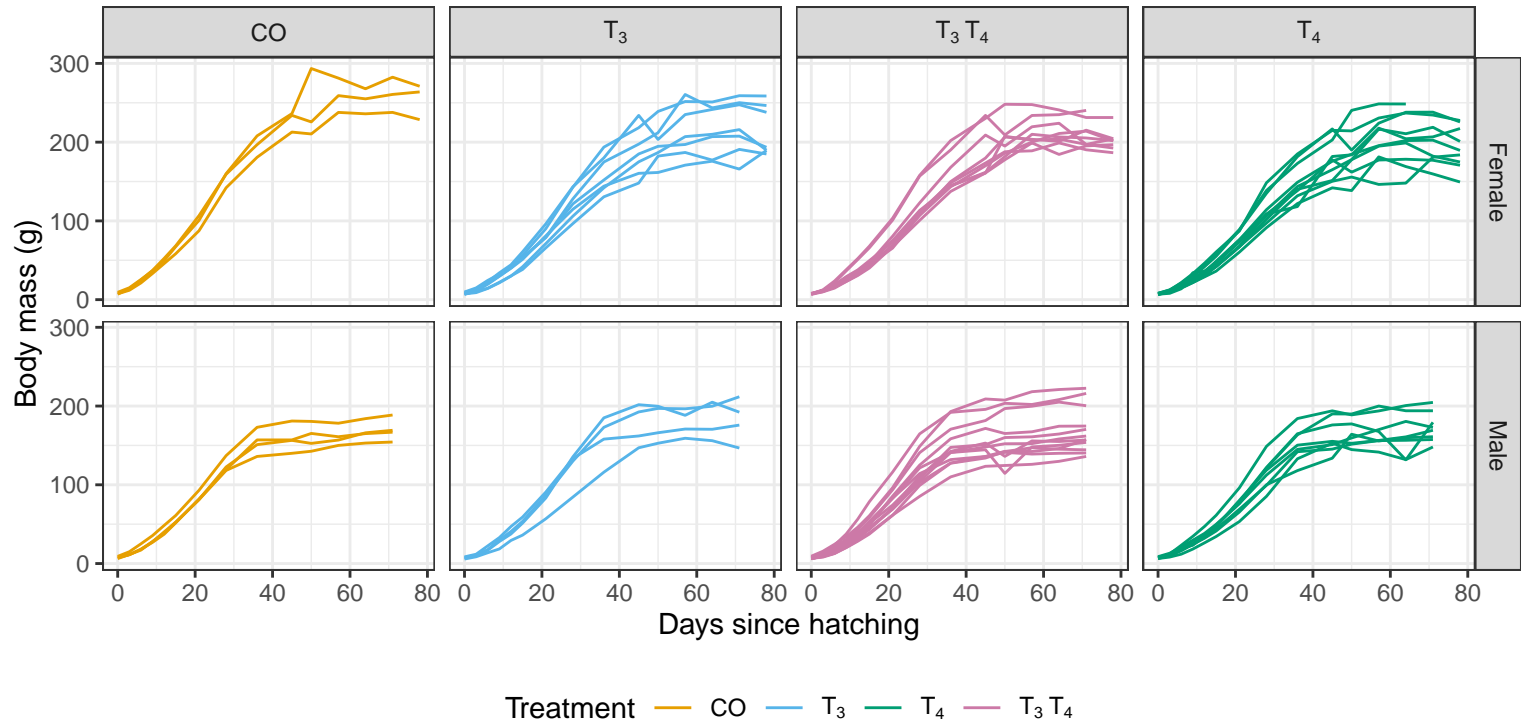 CO T₃ T₃ T₄ T₄
300
200
100
0
Female
300
200
100
0
Male
Body mass (g)
0 20 40 60 80 0 20 40 60 80 0 20 40 60 80 0 20 40 60 80
Days since hatching
Treatment CO T₃ T₄ T₃ T₄